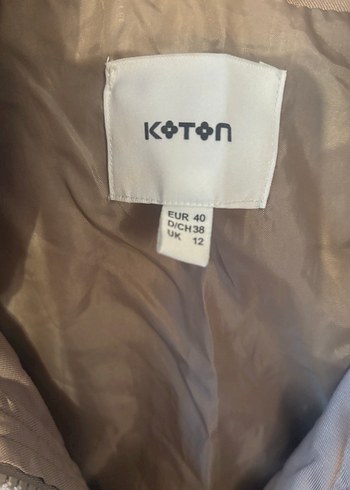 KOTON
EUR 40
D/CH 38
UK 12